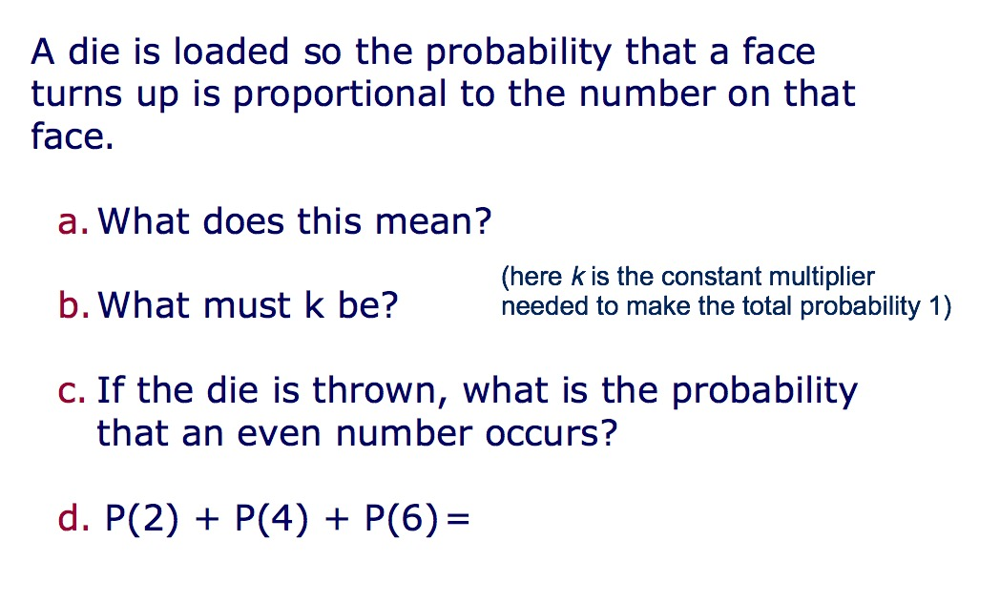 A die is loaded so the probability that a face
turns up is proportional to the number on that
face.
a. What does this mean?
(here k is the constant multiplier
needed to make the total probability 1)
b. What must k be?
c. If the die is thrown, what is the probability
that an even number occurs?
d. P(2) + P(4) + P(6) =